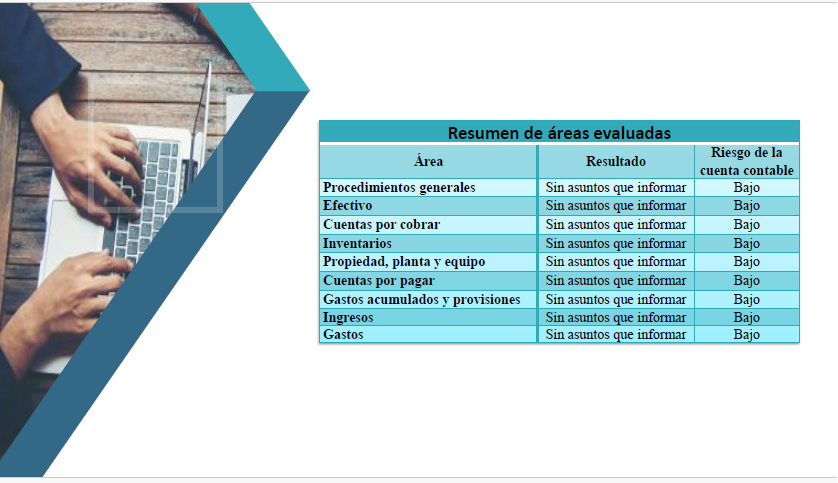 Resumen de áreas evaluadas
Área Resultado Riesgo de la
cuenta contable
Procedimientos generales Sin asuntos que informar Bajo
Efectivo Sin asuntos que informar Bajo
Cuentas por cobrar Sin asuntos que informar Bajo
Inventarios Sin asuntos que informar Bajo
Propiedad, planta y equipo Sin asuntos que informar Bajo
Cuentas por pagar Sin asuntos que informar Bajo
Gastos acumulados y provisiones Sin asuntos que informar Bajo
Ingresos Sin asuntos que informar Bajo
Gastos Sin asuntos que informar Bajo